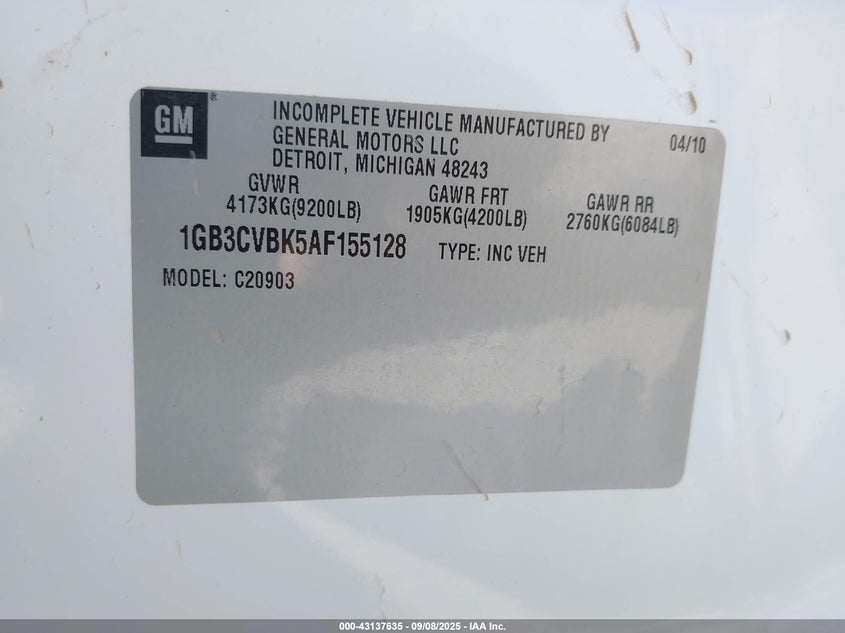 GM®
INCOMPLETE VEHICLE MANUFACTURED BY
GENERAL MOTORS LLC
DETROIT, MICHIGAN 48243
04/10
GVWR
4173KG(9200LB)
GAWR FRT
1905KG(4200LB)
GAWR RR
2760KG(6084LB)
1GB3CVBK5AF155128 TYPE: INC VEH
MODEL: C20903
000-43137635 - 09/08/2025 - IAA Inc.